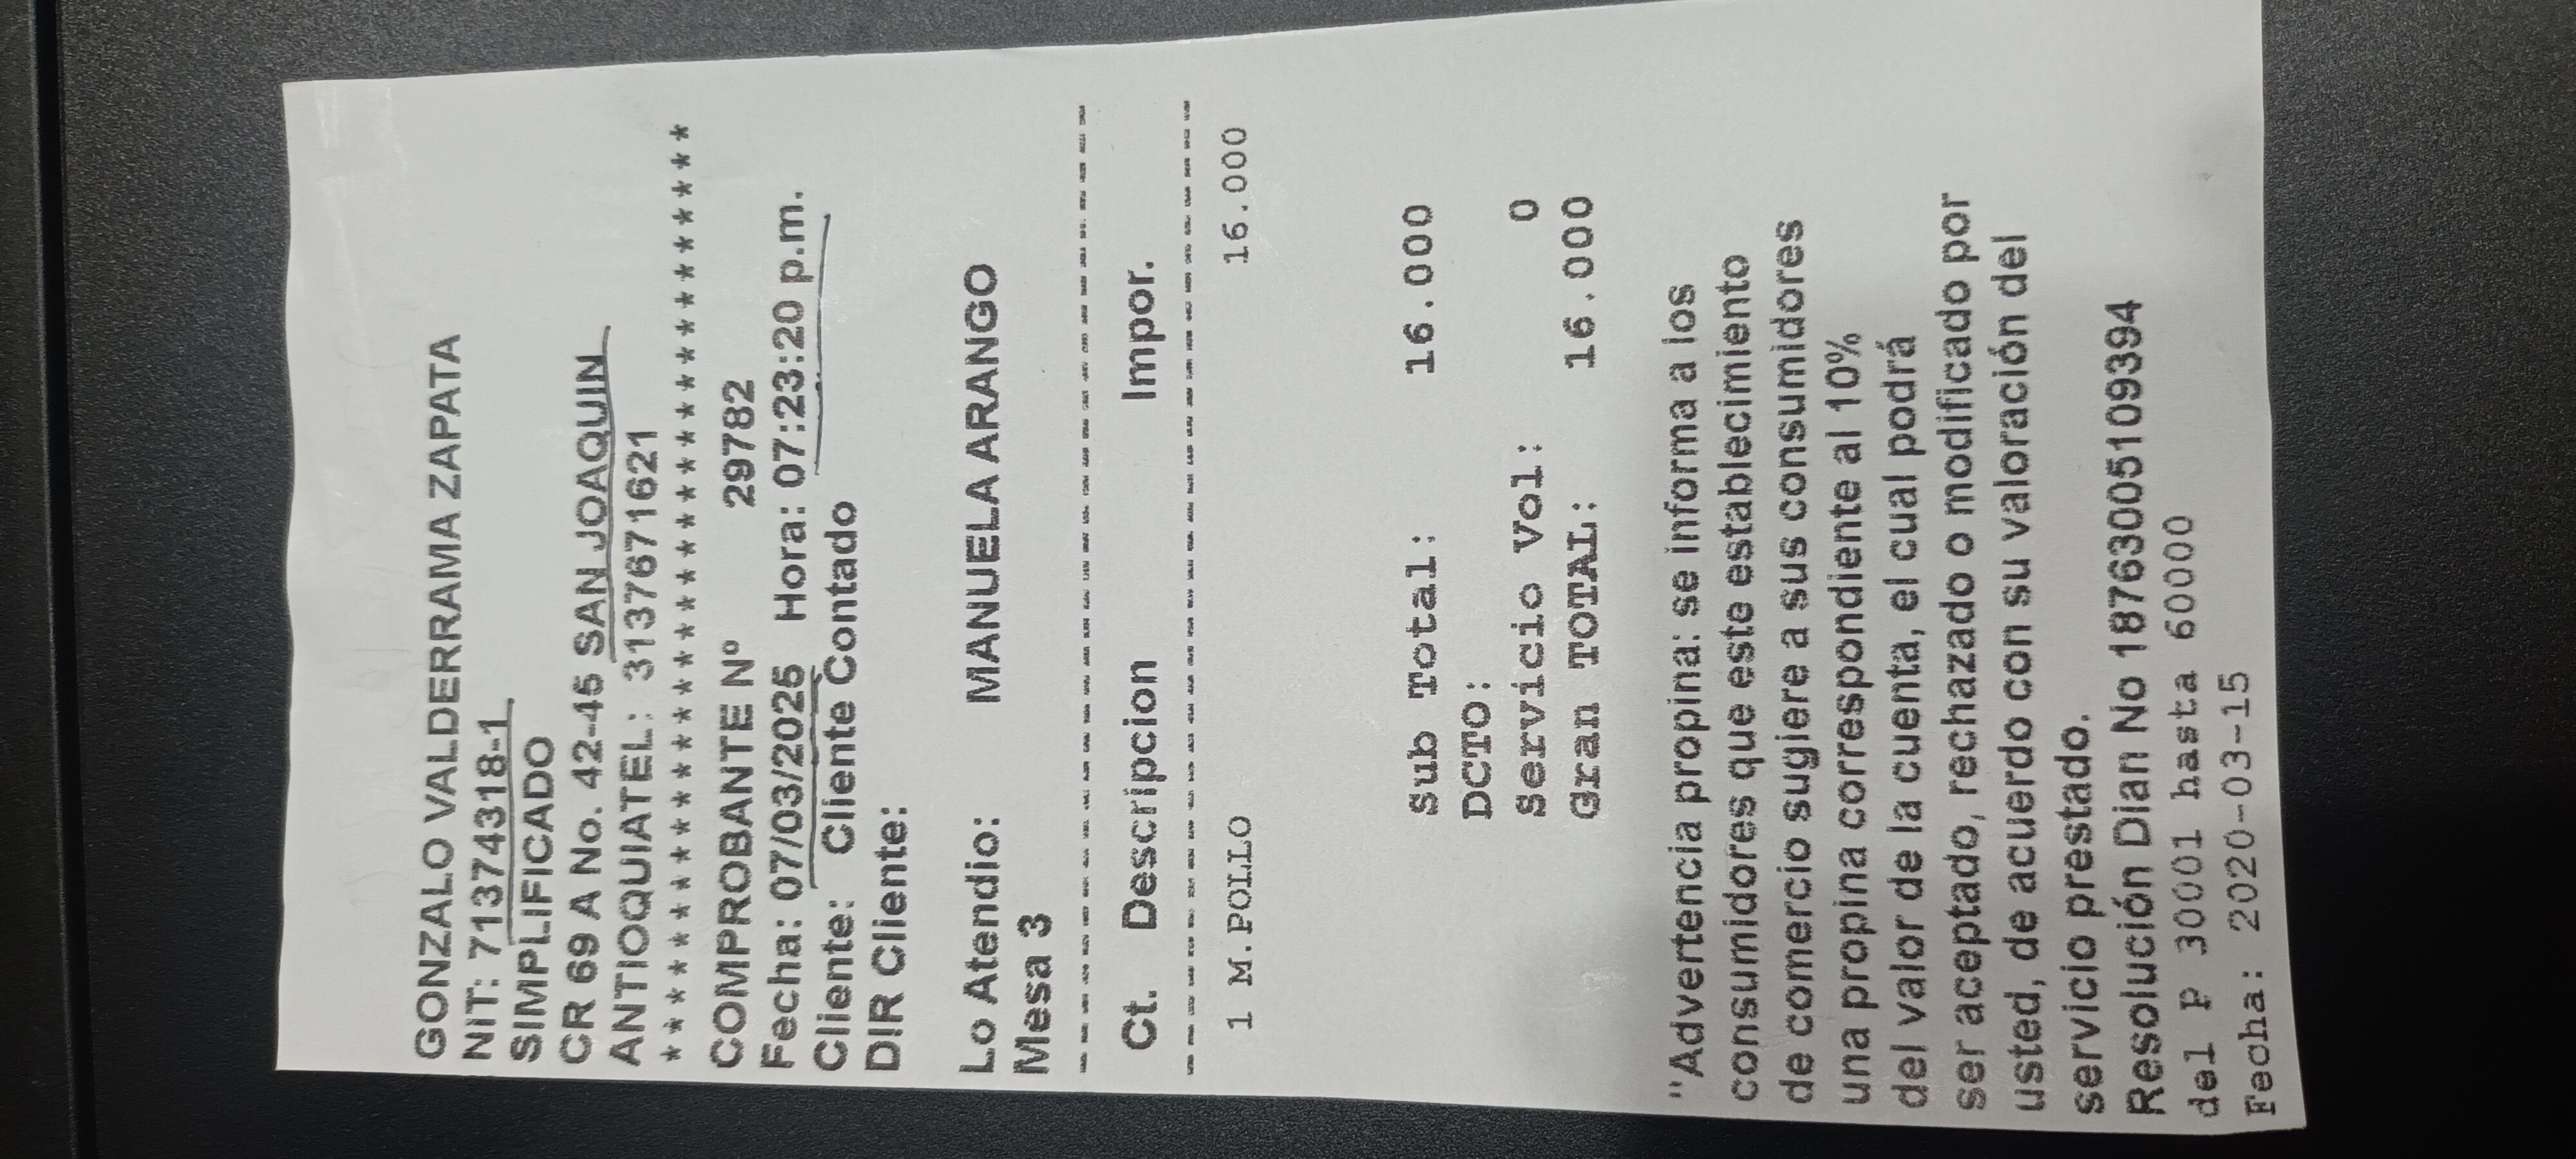 GONZALO VALDERRAMA ZAPATA
NIT: 71374318-1
SIMPLIFICADO
CR 69 A No. 42-45 SAN JOAQUIN
ANTIOQUIATEL: 3137671621
COMPROBANTE Nº 29782
Fecha: 07/03/2025 Hora: 07:23:20 p.m.
Cliente: Cliente Contado
DIR Cliente:
Lo Atendio: MANUELA ARANGO
Mesa 3
Ct. Descripcion Impor.
1 M.POLLO 16.000
Sub Total: 16.000
DCTO:
Servicio Vol: 0
Gran TOTAL: 16.000
"Advertencia propina: se informa a los
consumidores que este establecimiento
de comercio sugiere a sus consumidores
una propina correspondiente al 10%
del valor de la cuenta, el cual podrá
ser aceptado, rechazado o modificado por
usted, de acuerdo con su valoración del
servicio prestado.
Resolución Dian No 18763005109394
del P 30001 hasta 60000
Fecha: 2020-03-15